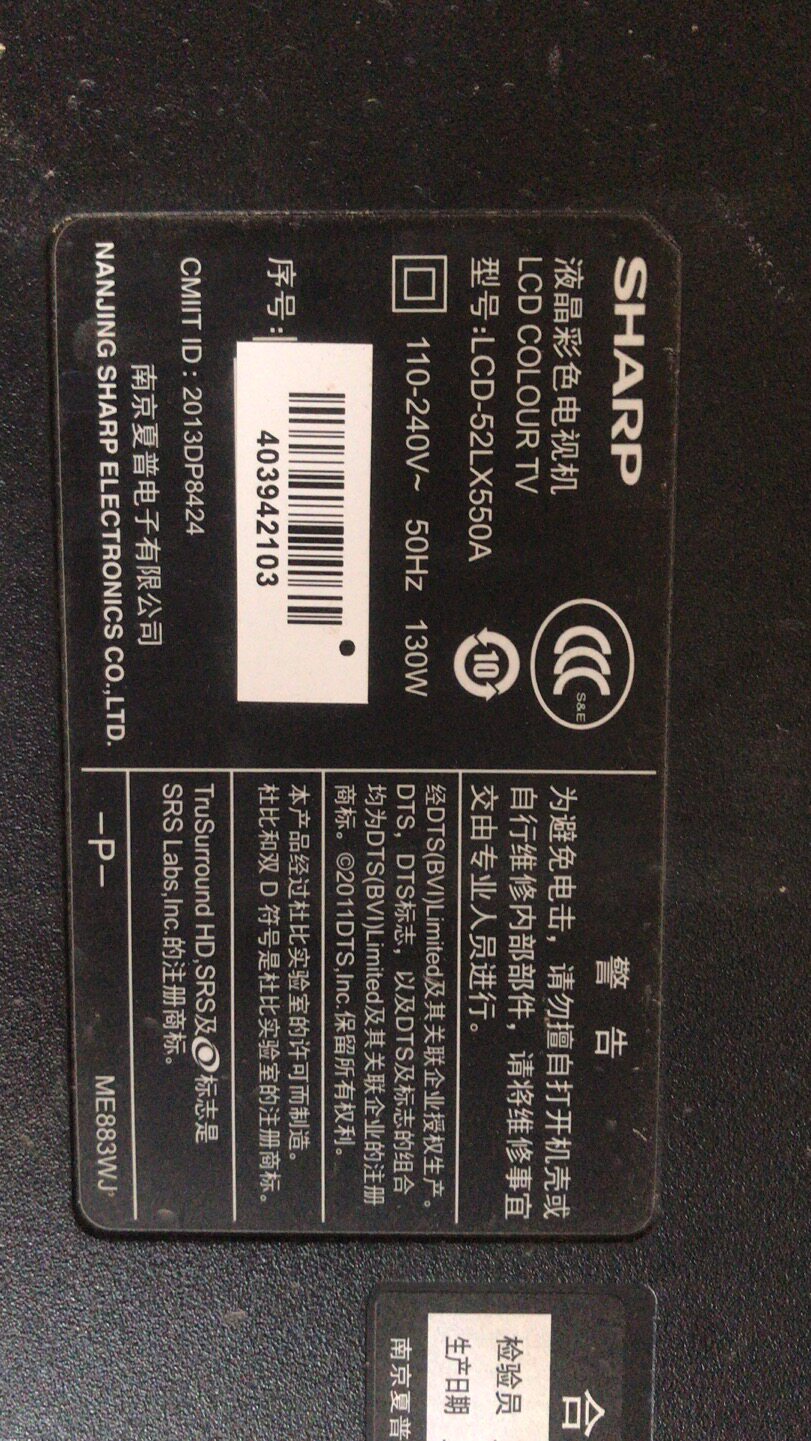 SHARP
液晶彩色电视机
LCD COLOUR TV
型号:LCD-52LX550A
S&E
10
110-240V~ 50Hz 130W
序号:
403942103
CMIIT ID: 2013DP8424
南京夏普电子有限公司
NANJING SHARP ELECTRONICS CO.,LTD.
警告
为避免电击，请勿擅自打开机壳或
自行维修内部部件，请将维修事宜
交由专业人员进行。
经DTS(BVI)Limited及其关联企业授权生产。
DTS，DTS标志，以及DTS及标志的组合
均为DTS(BVI)Limited及其关联企业的注册
商标。©2011DTS,Inc.保留所有权利。
本产品经过杜比实验室的许可而制造。
杜比和双 D 符号是杜比实验室的注册商标。
TruSurround HD,SRS及标志是
SRS Labs,Inc.的注册商标。
-P-
ME883WJ
合
检验员
生产日期
南京夏普